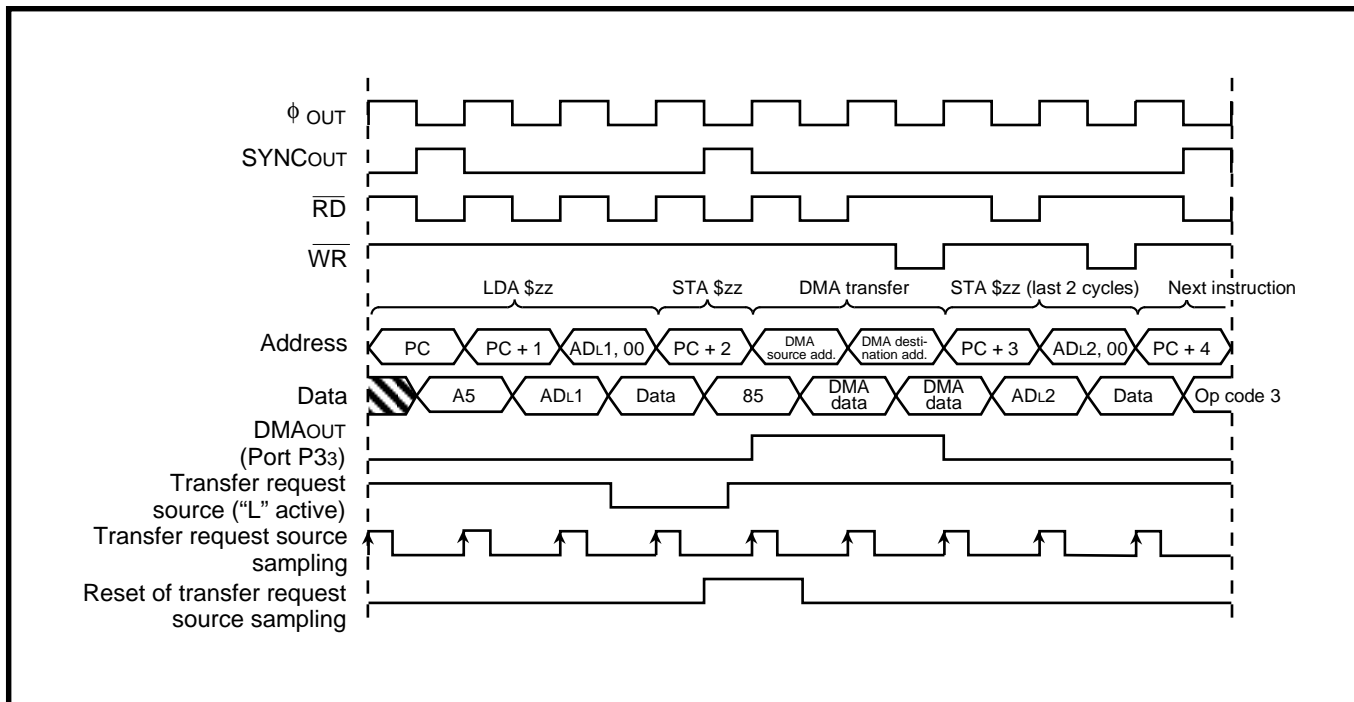 φ OUT
SYNCOUT
RD
WR
LDA $zz STA $zz DMA transfer STA $zz (last 2 cycles) Next instruction
Address PC PC + 1 ADL1, 00 PC + 2 DMA source add. DMA desti- nation add. PC + 3 ADL2, 00 PC + 4
Data A5 ADL1 Data 85 DMA data DMA data ADL2 Data Op code 3
DMAOUT
(Port P33)
Transfer request
source (“L” active)
Transfer request source
sampling
Reset of transfer request
source sampling